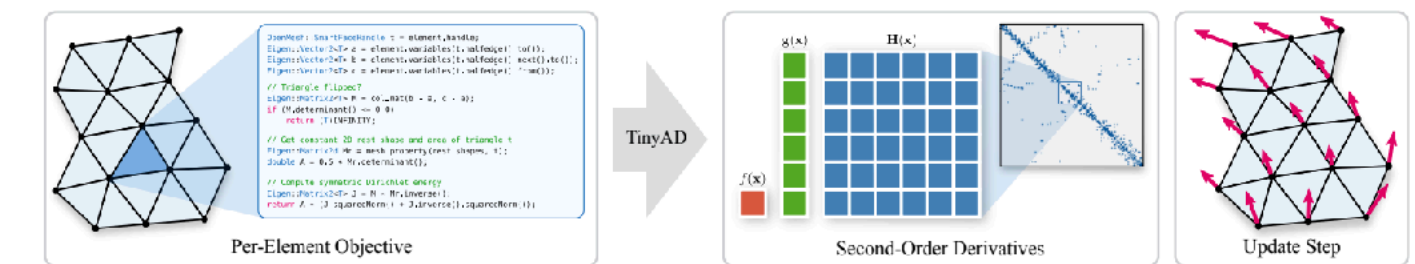 OpenMesh::SmartFaceHandle t = element.handle;
Eigen::Vector2<T> a = element.variables(t.halfedge().to());
Eigen::Vector2<T> b = element.variables(t.halfedge().next().to());
Eigen::Vector2<T> c = element.variables(t.halfedge().from());
// Triangle flipped?
Eigen::Matrix2<T> M = col_mat(b - a, c - a);
if (M.determinant() <= 0.0)
return (T)INFINITY;
// Get constant 2D rest shape and area of triangle t
Eigen::Matrix2d Mr = mesh.property(rest_shapes, t);
double A = 0.5 * Mr.determinant();
// Compute symmetric Dirichlet energy
Eigen::Matrix2<T> J = M * Mr.inverse();
return A * (J.squaredNorm() + J.inverse().squaredNorm());
Per-Element Objective
TinyAD
f(x)
g(x)
H(x)
Second-Order Derivatives
Update Step